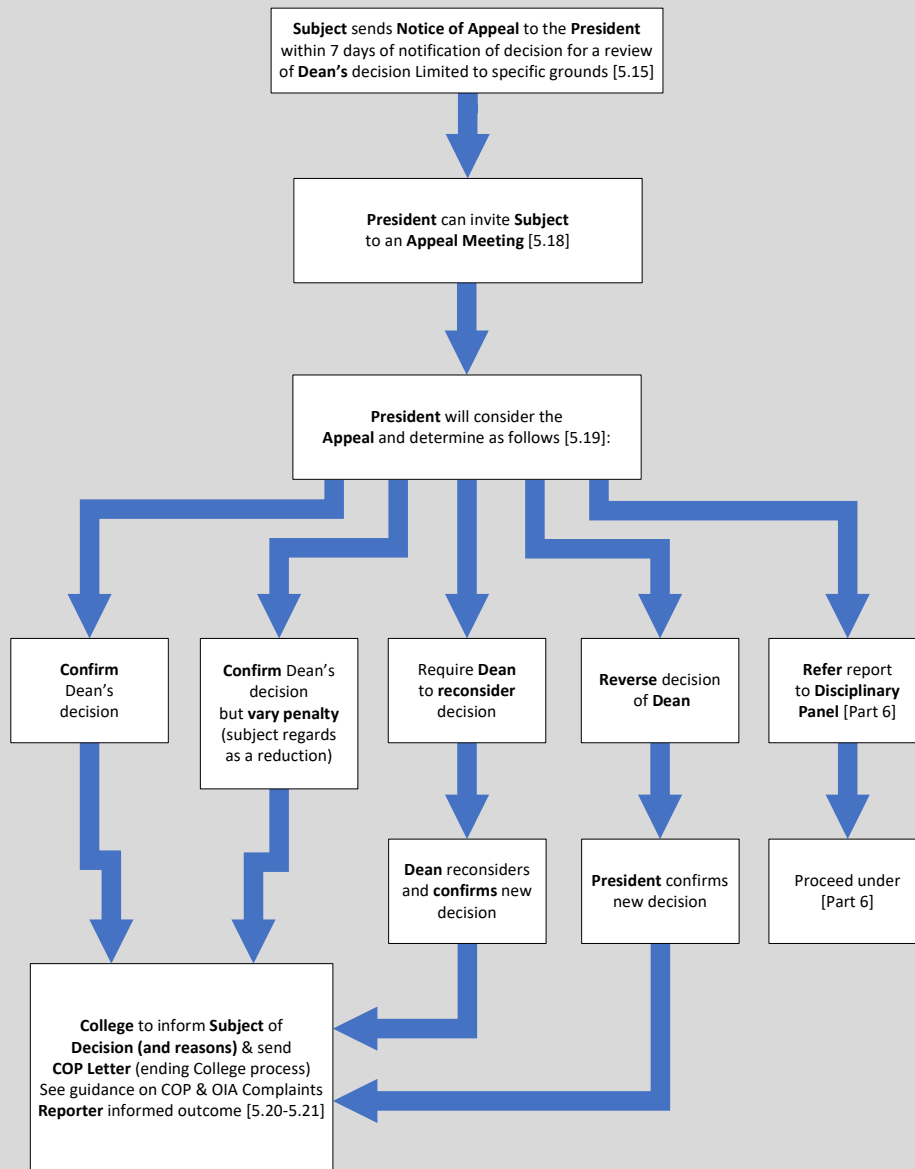 Subject sends Notice of Appeal to the President
within 7 days of notification of decision for a review
of Dean’s decision Limited to specific grounds [5.15]
President can invite Subject
to an Appeal Meeting [5.18]
President will consider the
Appeal and determine as follows [5.19]:
Confirm
Dean’s
decision
Confirm Dean’s
decision
but vary penalty
(subject regards
as a reduction)
Require Dean
to reconsider
decision
Reverse decision
of Dean
Refer report
to Disciplinary
Panel [Part 6]
Dean reconsiders
and confirms new
decision
President confirms
new decision
Proceed under
[Part 6]
College to inform Subject of
Decision (and reasons) & send
COP Letter (ending College process)
See guidance on COP & OIA Complaints
Reporter informed outcome [5.20-5.21]